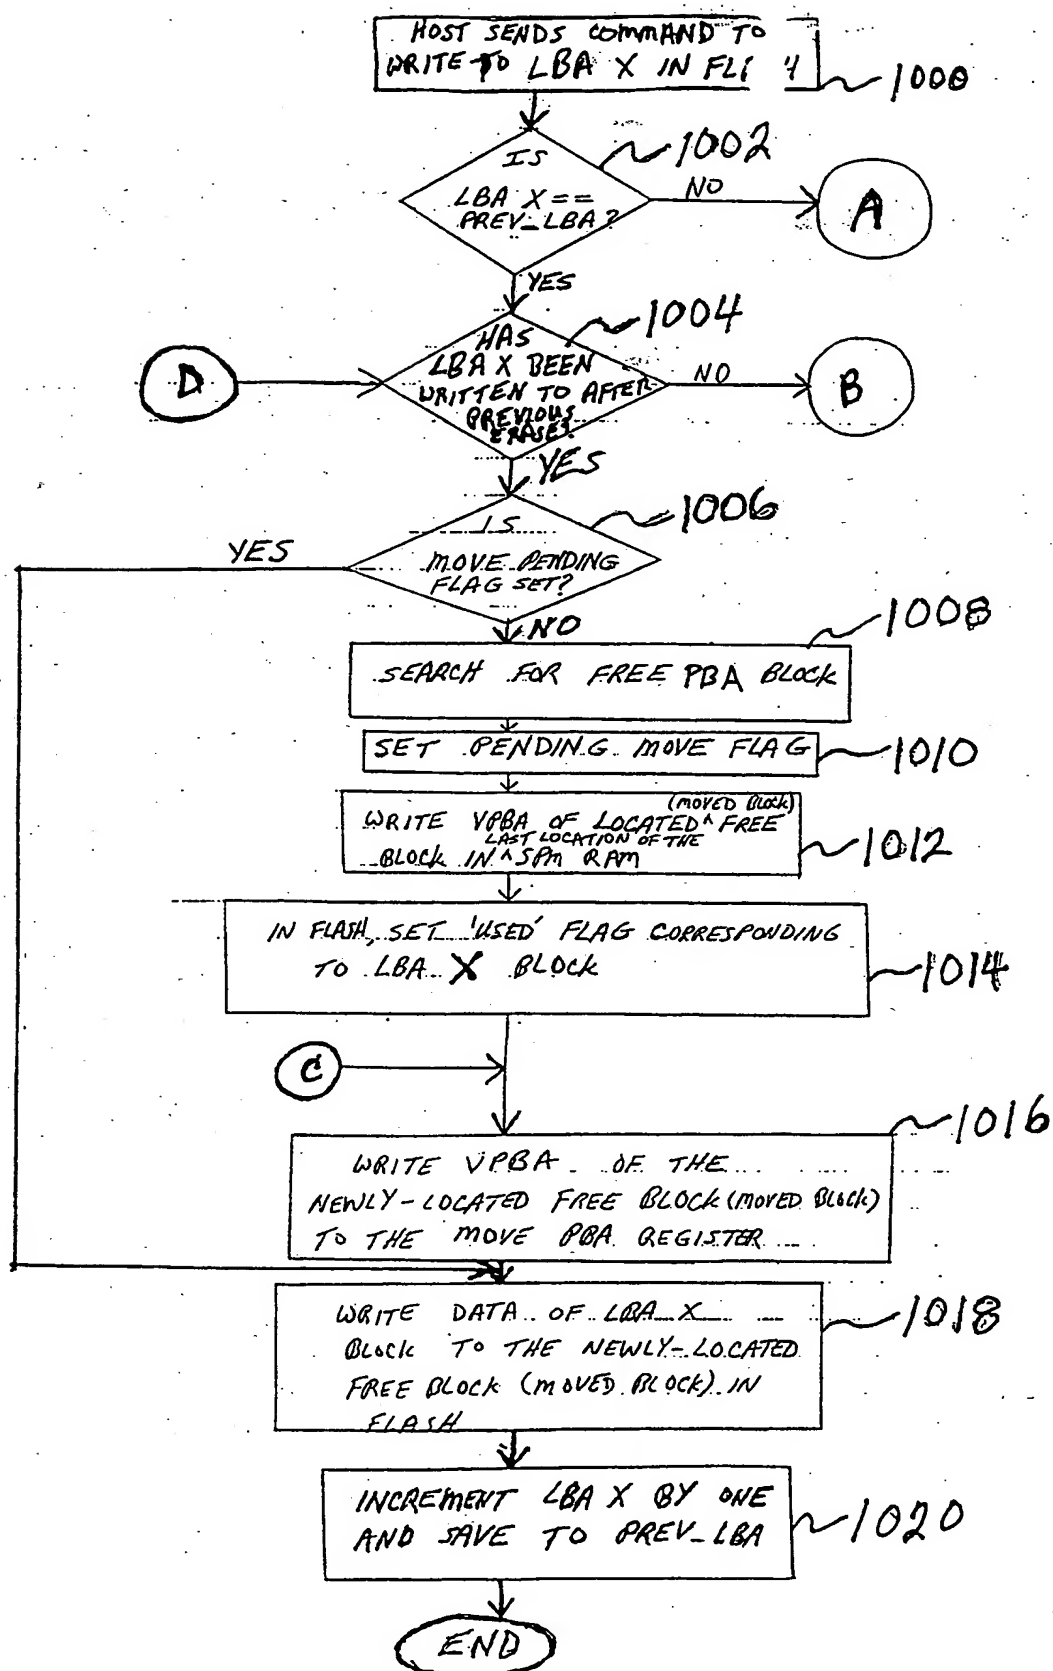 HOST SENDS COMMAND TO
WRITE TO LBA X IN
1000
IS
LBA X ==
PREV_LBA?
1002
NO
A
YES
HAS
LBA X BEEN
WRITTEN TO AFTER
PREVIOUS
ERASE?
1004
D
NO
B
YES
IS
MOVE PENDING
FLAG SET?
1006
YES
NO
1008
SEARCH FOR FREE PBA BLOCK
SET PENDING MOVE FLAG
1010
(MOVED BLOCK)
WRITE VPBA OF LOCATED ^ FREE
LAST LOCATION OF THE
BLOCK IN ^ SPM RAM
1012
IN FLASH, SET 'USED' FLAG CORRESPONDING
TO LBA X BLOCK
1014
C
1016
WRITE VPBA OF THE
NEWLY-LOCATED FREE BLOCK (MOVED BLOCK)
TO THE MOVE PBA REGISTER
WRITE DATA OF LBA X
BLOCK TO THE NEWLY-LOCATED
FREE BLOCK (MOVED BLOCK) IN
FLASH
1018
INCREMENT LBA X BY ONE
AND SAVE TO PREV_LBA
1020
END